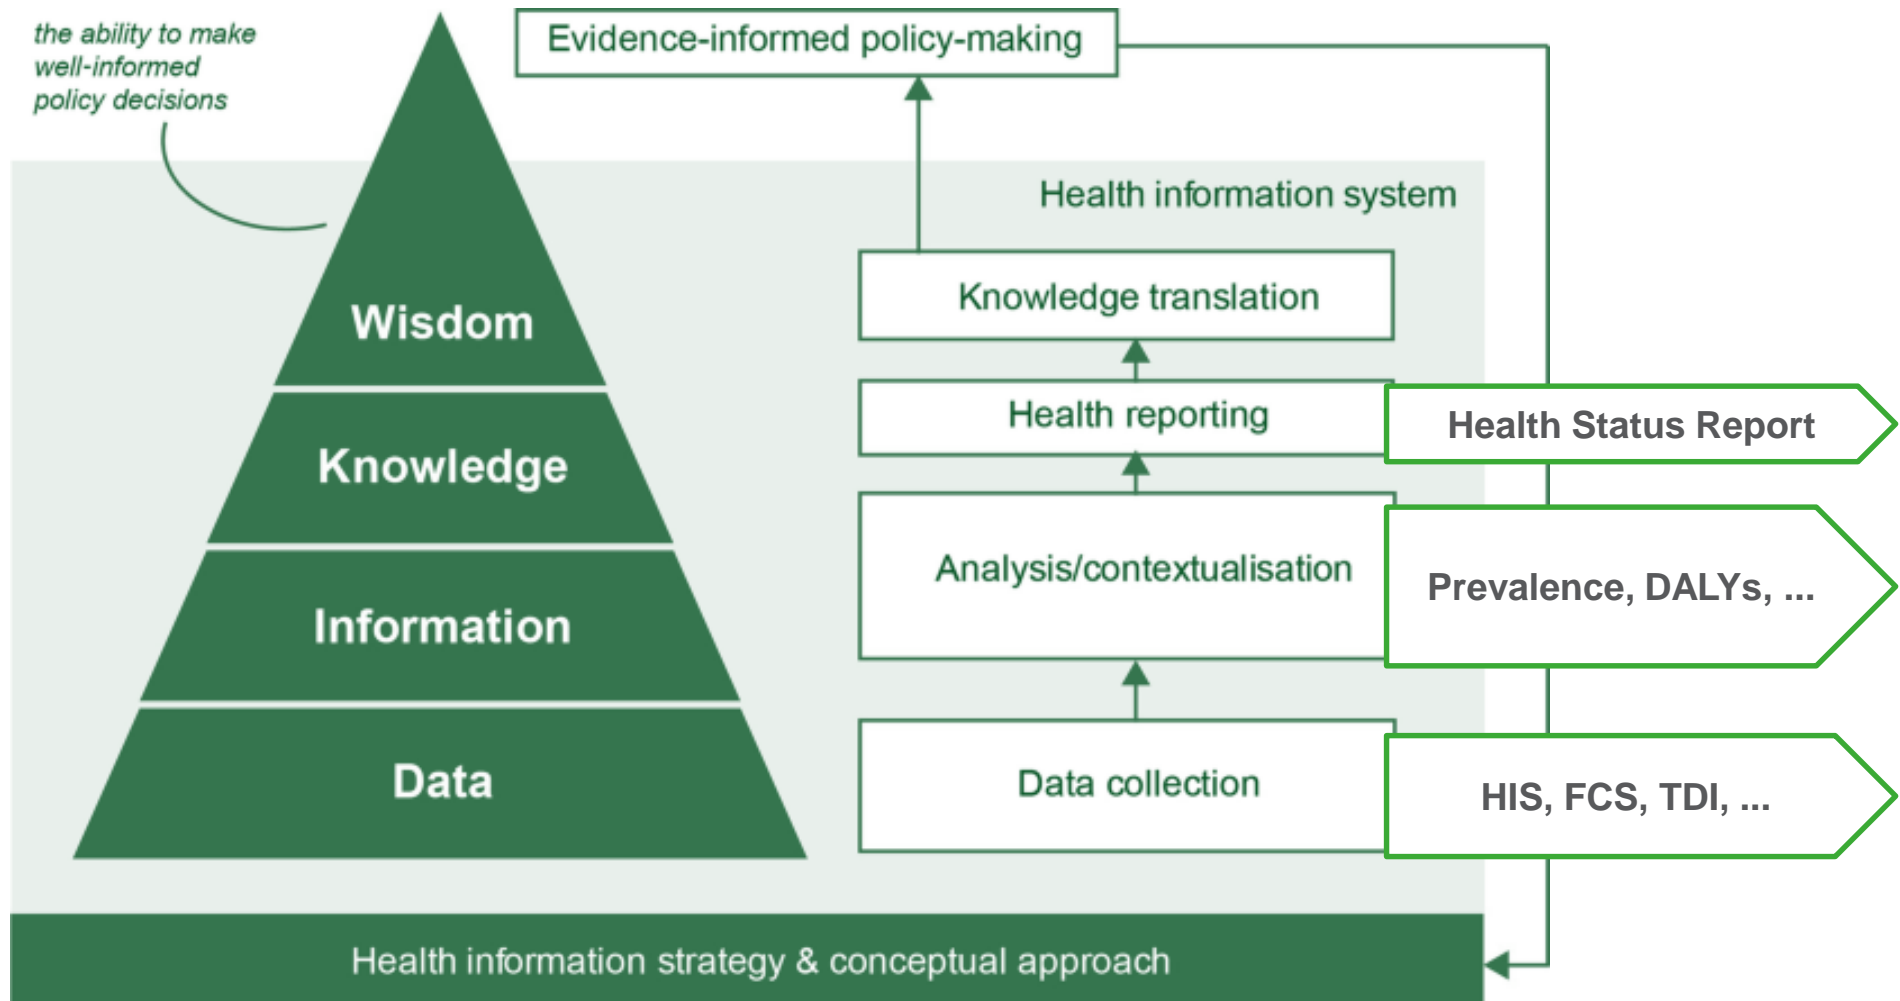 the ability to make
well-informed
policy decisions
Evidence-informed policy-making
Health information system
Wisdom
Knowledge translation
Knowledge
Health reporting
Health Status Report
Information
Analysis/contextualisation
Prevalence, DALYs, ...
Data
Data collection
HIS, FCS, TDI, ...
Health information strategy & conceptual approach